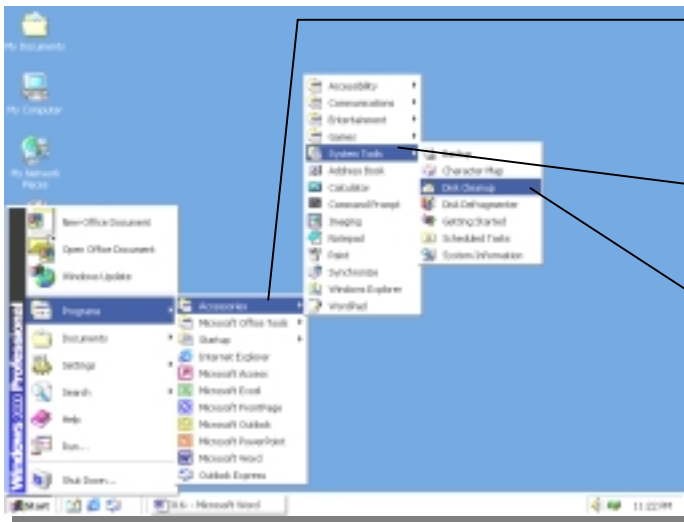 My Documents
My Computer
My Network
Places
New Office Document
Open Office Document
Windows Update
Programs
Documents
Settings
Search
Help
Run...
Shut Down...
Windows 2000 Professional
Accessories
Microsoft Office Tools
Startup
Internet Explorer
Microsoft Access
Microsoft Excel
Microsoft FrontPage
Microsoft Outlook
Microsoft PowerPoint
Microsoft Word
Outlook Express
Accessibility
Communications
Entertainment
Games
System Tools
Address Book
Calculator
Command Prompt
Imaging
Notepad
Paint
Synchronize
Windows Explorer
WordPad
Backup
Character Map
Disk Cleanup
Disk Defragmenter
Getting Started
Scheduled Tasks
System Information
Start
- Microsoft Word